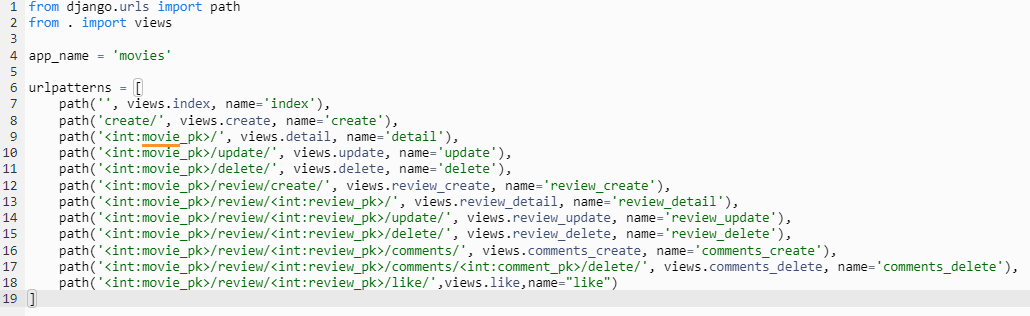 1 from django.urls import path
2 from . import views
3
4 app_name = 'movies'
5
6 urlpatterns = [
7     path('', views.index, name='index'),
8     path('create/', views.create, name='create'),
9     path('<int:movie_pk>/', views.detail, name='detail'),
10     path('<int:movie_pk>/update/', views.update, name='update'),
11     path('<int:movie_pk>/delete/', views.delete, name='delete'),
12     path('<int:movie_pk>/review/create/', views.review_create, name='review_create'),
13     path('<int:movie_pk>/review/<int:review_pk>/', views.review_detail, name='review_detail'),
14     path('<int:movie_pk>/review/<int:review_pk>/update/', views.review_update, name='review_update'),
15     path('<int:movie_pk>/review/<int:review_pk>/delete/', views.review_delete, name='review_delete'),
16     path('<int:movie_pk>/review/<int:review_pk>/comments/', views.comments_create, name='comments_create'),
17     path('<int:movie_pk>/review/<int:review_pk>/comments/<int:comment_pk>/delete/', views.comments_delete, name='comments_delete'),
18     path('<int:movie_pk>/review/<int:review_pk>/like/',views.like,name="like")
19 ]